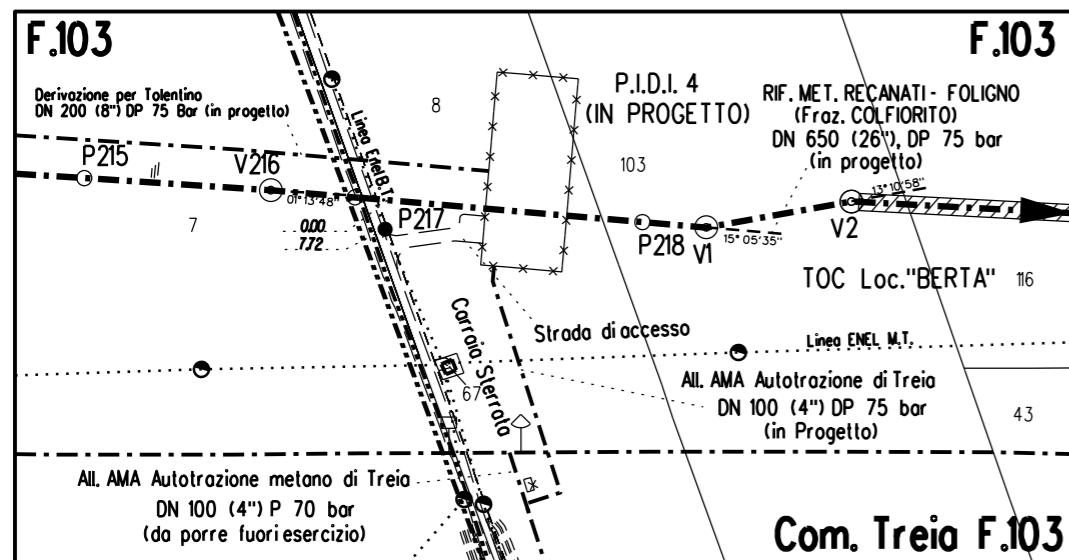 F.103
F.103
Derivazione per Tolentino
DN 200 (8") DP 75 Bar (in progetto)
8
P.I.D.I. 4
(IN PROGETTO)
RIF. MET. RECANATI - FOLIGNO
(Fraz. COLFIORITO)
DN 650 (26"), DP 75 bar
(in progetto)
Linea Enel B.T.
103
P215
V216
01°13'48"
13°10'58"
7
0.00
7.72
P217
P218
V1
15°05'35"
V2
TOC Loc."BERTA"
116
Carraia Sterrata
Strada di accesso
Linea ENEL M.T.
67
All. AMA Autotrazione di Treia
DN 100 (4") DP 75 bar
(in Progetto)
43
All. AMA Autotrazione metano di Treia
DN 100 (4") P 70 bar
(da porre fuori esercizio)
Com. Treia F.103